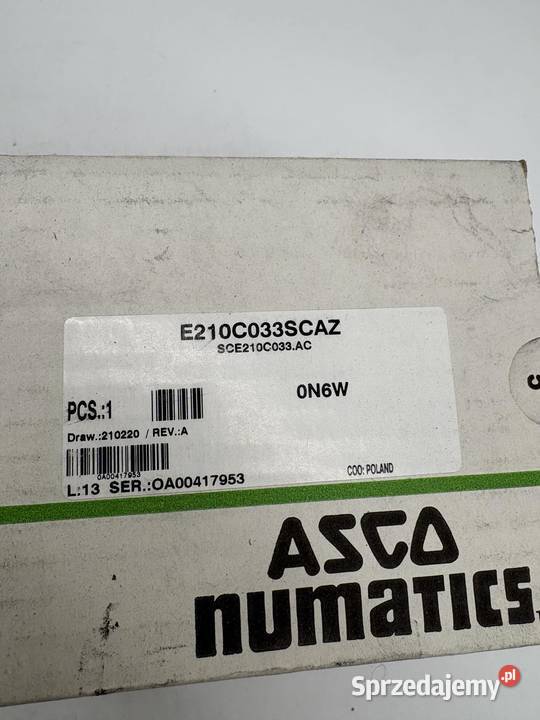 E210C033SCAZ
SCE210C033.AC
0N6W
PCS.:1
Draw.:210220 / REV.:A
0A00417953
COO: POLAND
L:13 SER.:OA00417953
ASCO
numatics
Sprzedajemy.pl